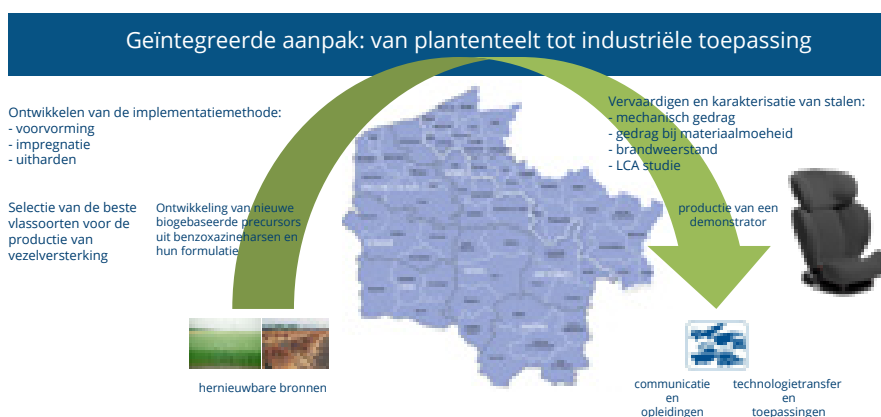 Geïntegreerde aanpak: van plantenteelt tot industriële toepassing
Ontwikkelen van de implementatiemethode:
- voorvorming
- impregnatie
- uitharden
Selectie van de beste
vlassoorten voor de
productie van
vezelversterking
Ontwikkeling van nieuwe
biogebaseerde precursors
uit benzoxazineharsen en
hun formulatie
hernieuwbare bronnen
Vervaardigen en karakterisatie van stalen:
- mechanisch gedrag
- gedrag bij materiaalmoeheid
- brandweerstand
- LCA studie
productie van een
demonstrator
communicatie
en
opleidingen
technologietransfer
en
toepassingen